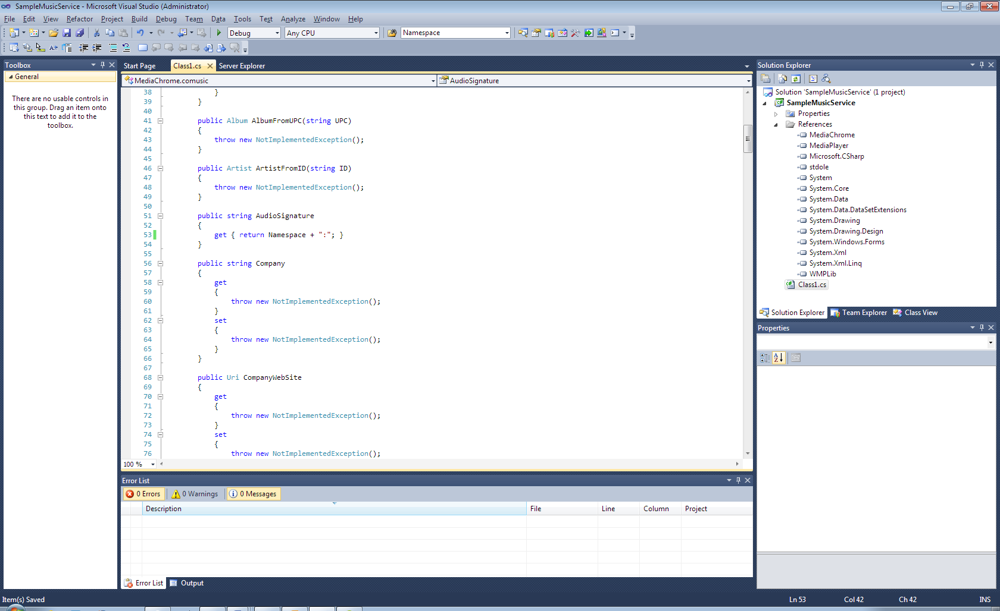 SampleMusicService - Microsoft Visual Studio (Administrator)
File Edit View Refactor Project Build Debug Team Data Tools Test Analyze Window Help
Debug Any CPU Namespace
Toolbox
General
There are no usable controls in
this group. Drag an item onto
this text to add it to the
toolbox.
Start Page Class1.cs Server Explorer
MediaChrome.comusic AudioSignature
38 }
39 }
40
41 public Album AlbumFromUPC(string UPC)
42 {
43 throw new NotImplementedException();
44 }
45
46 public Artist ArtistFromID(string ID)
47 {
48 throw new NotImplementedException();
49 }
50
51 public string AudioSignature
52 {
53 get { return Namespace + ":"; }
54 }
55
56 public string Company
57 {
58 get
59 {
60 throw new NotImplementedException();
61 }
62 set
63 {
64 throw new NotImplementedException();
65 }
66 }
67
68 public Uri CompanyWebSite
69 {
70 get
71 {
72 throw new NotImplementedException();
73 }
74 set
75 {
76 throw new NotImplementedException();
100 %
Error List
0 Errors 0 Warnings 0 Messages
Description File Line Column Project
Error List Output
Solution Explorer
Solution 'SampleMusicService' (1 project)
SampleMusicService
Properties
References
MediaChrome
MediaPlayer
Microsoft.CSharp
stdole
System
System.Core
System.Data
System.Data.DataSetExtensions
System.Drawing
System.Drawing.Design
System.Windows.Forms
System.Xml
System.Xml.Linq
WMPLib
Class1.cs
Solution Explorer Team Explorer Class View
Properties
Item(s) Saved Ln 53 Col 42 Ch 42 INS